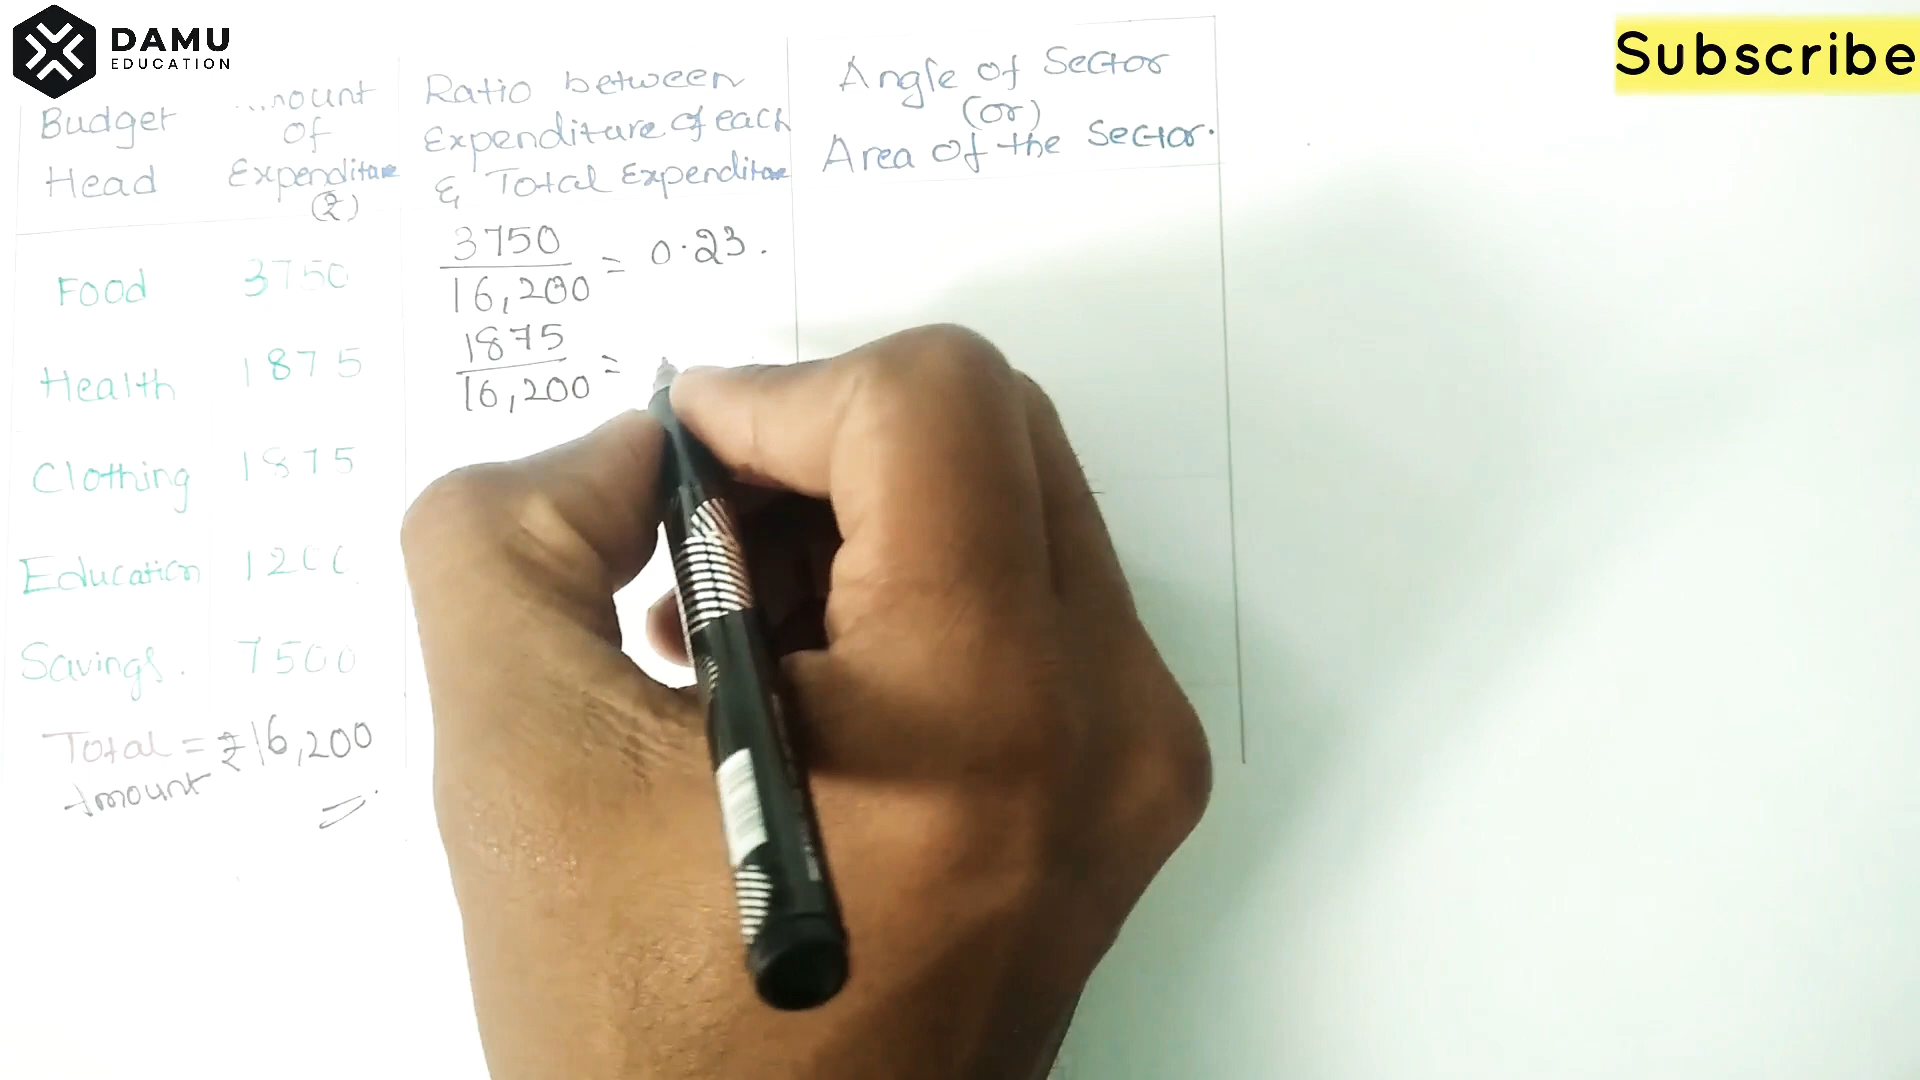 DAMU
EDUCATION
Subscribe
Budget
Head
of
Expenditure
(₹)
Ratio between
Expenditure of each
& Total Expenditure
Angle of Sector
(or)
Area of the Sector.
Food 3750
3750
16,200
= 0.23.
Health 1875
1875
16,200
=
Clothing 1875
Education 1200
Savings. 7500
Total = ₹16,200
Amount